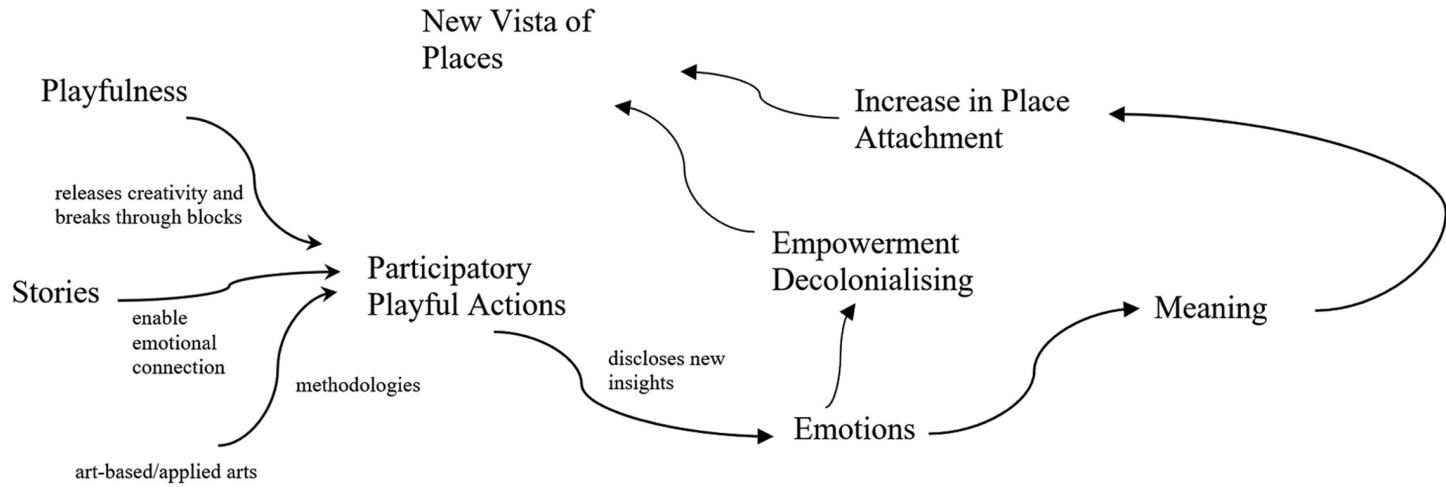 New Vista of
Places
Playfulness
Increase in Place
Attachment
releases creativity and
breaks through blocks
Empowerment
Decolonialising
Participatory
Playful Actions
Stories
enable
emotional
connection
Meaning
methodologies
discloses new
insights
Emotions
art-based/applied arts